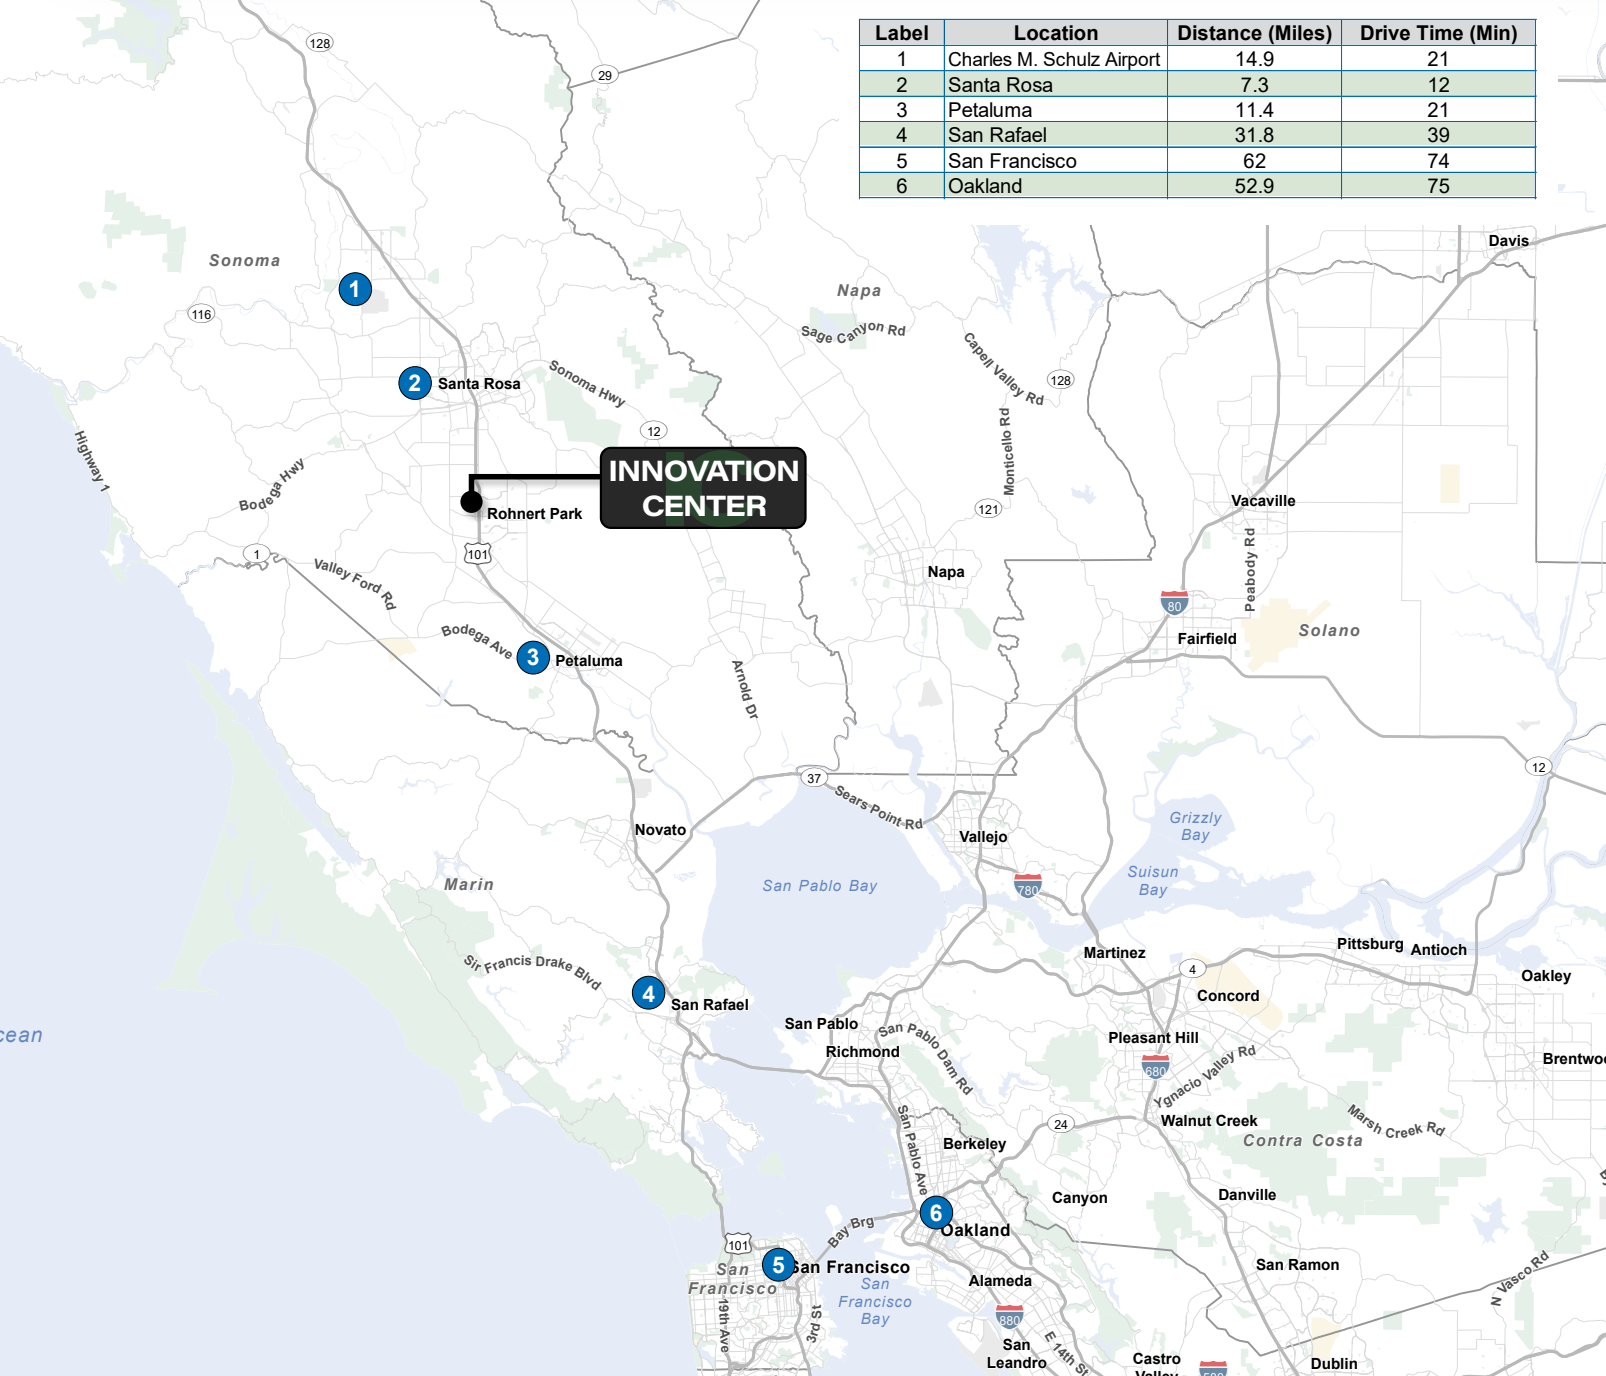 Label Location Distance (Miles) Drive Time (Min)
1 Charles M. Schulz Airport 14.9 21
2 Santa Rosa 7.3 12
3 Petaluma 11.4 21
4 San Rafael 31.8 39
5 San Francisco 62 74
6 Oakland 52.9 75
128
29
Davis
Sonoma
1
Napa
116
Sage Canyon Rd
Capell Valley Rd
128
2 Santa Rosa
Sonoma Hwy
12
Highway 1
Bodega Hwy
Monticello Rd
INNOVATION
CENTER
Rohnert Park
121
Vacaville
101
1
Valley Ford Rd
Napa
Peabody Rd
80
Bodega Ave
3 Petaluma
Fairfield
Solano
Arnold Dr
37
Sears Point Rd
12
Novato
Vallejo
Grizzly
Bay
Marin
San Pablo Bay
780
Suisun
Bay
Sir Francis Drake Blvd
Martinez
Pittsburg
Antioch
4
Oakley
4 San Rafael
Concord
San Pablo
San Pablo Dam Rd
Richmond
Pleasant Hill
cean
680
Ygnacio Valley Rd
Brentwoo
San Pablo Ave
Walnut Creek
24
Marsh Creek Rd
Contra Costa
Berkeley
Canyon
Danville
6
Oakland
Bay Brg
101
5 San Francisco
San
Francisco
San
Francisco
Bay
Alameda
San Ramon
N Vasco Rd
19th Ave
3rd St
880
E 14th St
San
Leandro
Castro
Valley
580
Dublin